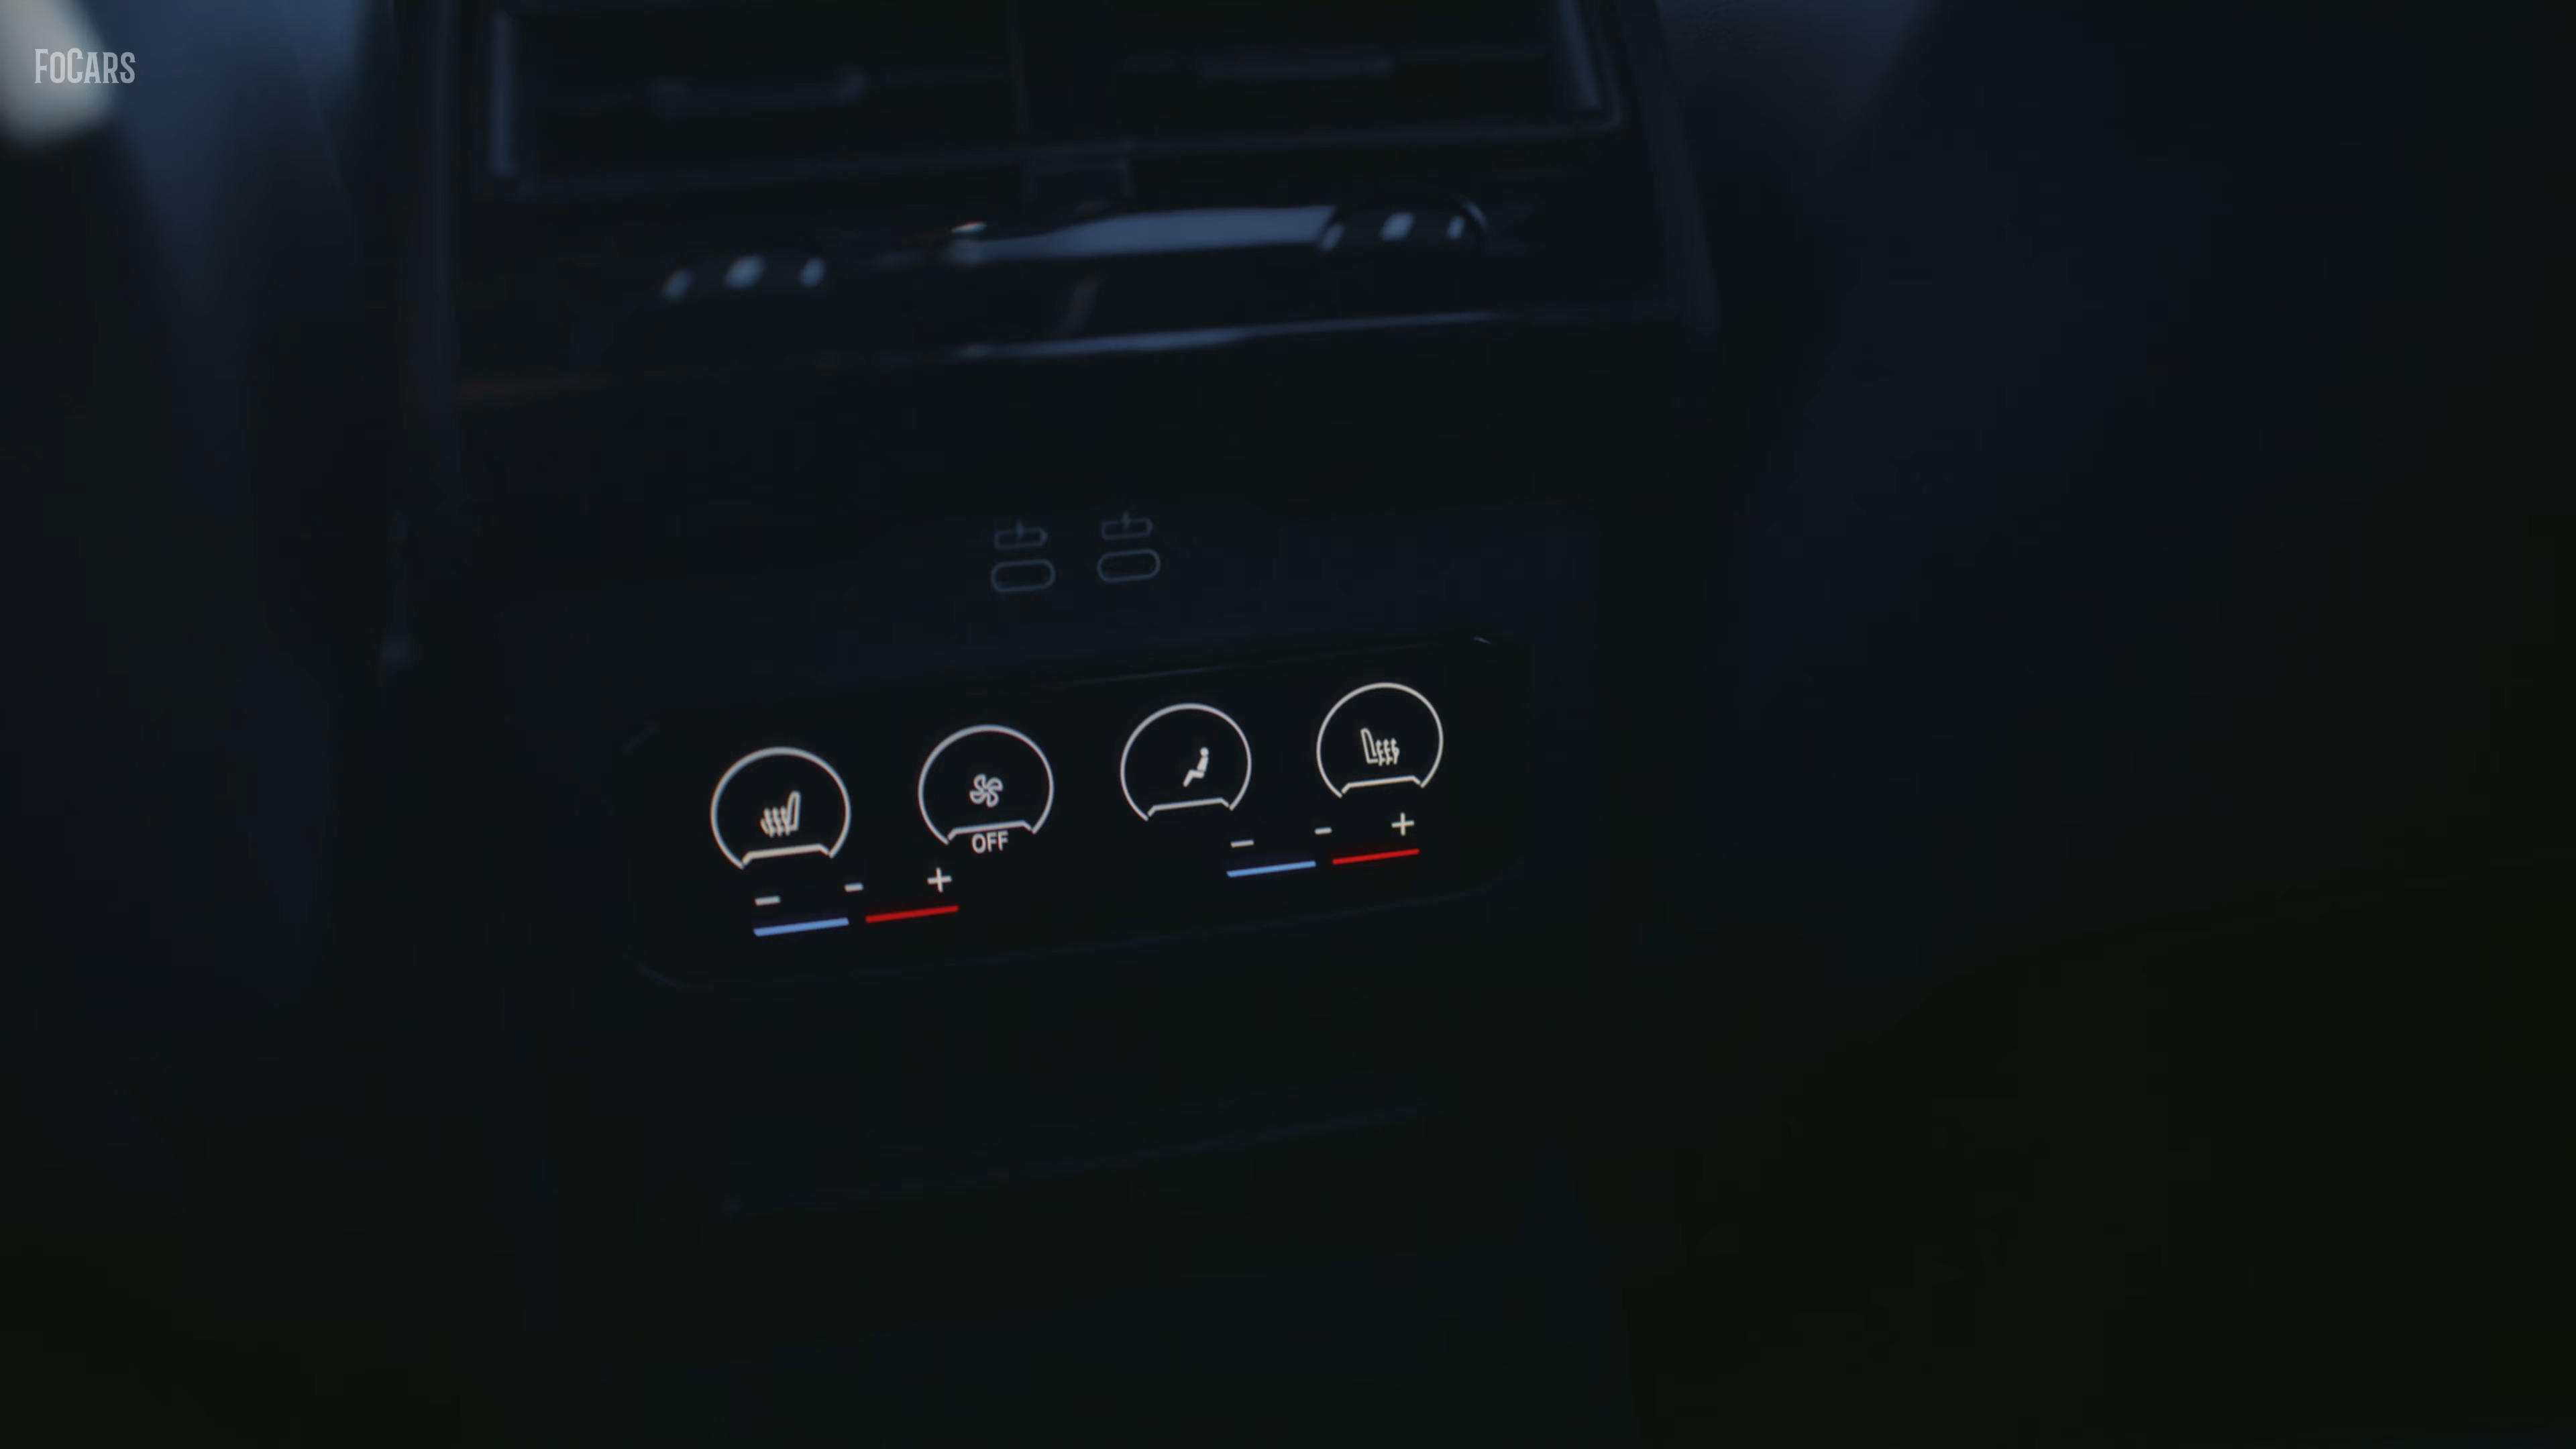 FoCars
OFF
- - +
- - +